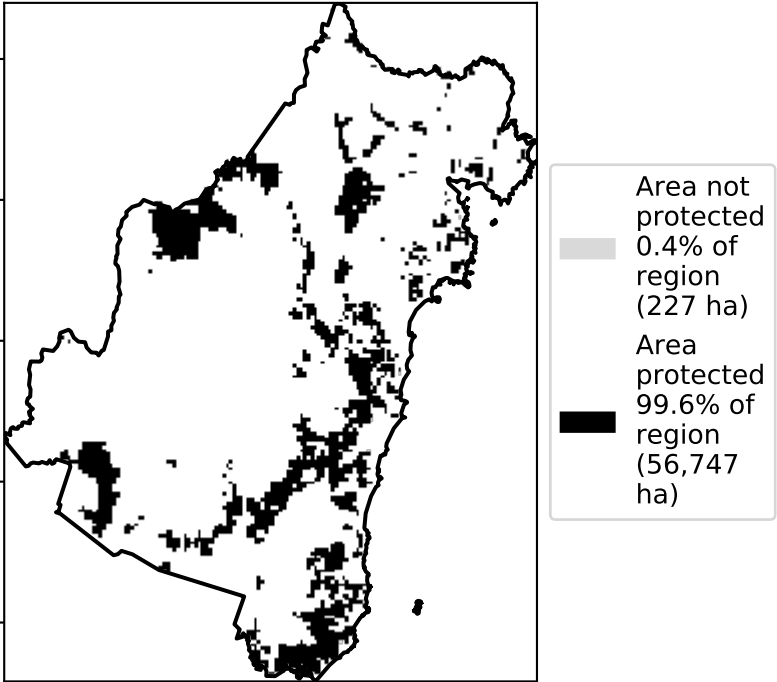 Area not
protected
0.4% of
region
(227 ha)
Area
protected
99.6% of
region
(56,747
ha)